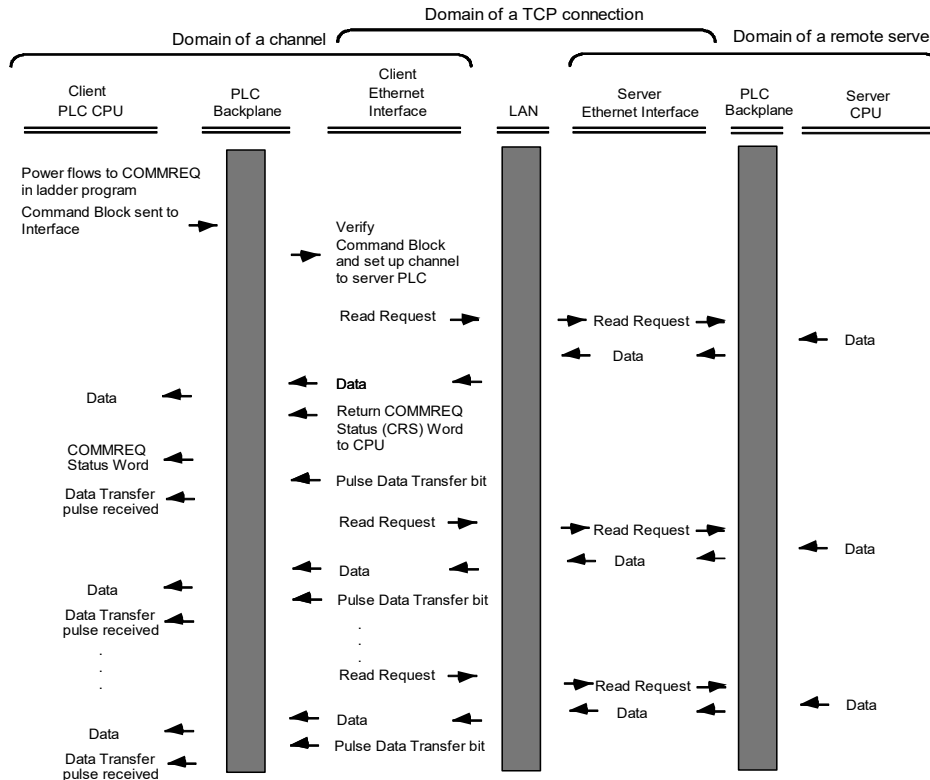 Domain of a TCP connection
Domain of a channel
Domain of a remote server
Client
PLC CPU
PLC
Backplane
Client
Ethernet
Interface
LAN
Server
Ethernet Interface
PLC
Backplane
Server
CPU
Power flows to COMMREQ
in ladder program
Command Block sent to
Interface
Verify
Command Block
and set up channel
to server PLC
Read Request
Read Request
Data
Data
Data
Data
Return COMMREQ
Status (CRS) Word
to CPU
COMMREQ
Status Word
Pulse Data Transfer bit
Data Transfer
pulse received
Read Request
Read Request
Data
Data
Data
Data
Pulse Data Transfer bit
Data Transfer
pulse received
.
.
.
.
.
.
Read Request
Read Request
Data
Data
Data
Data
Pulse Data Transfer bit
Data Transfer
pulse received